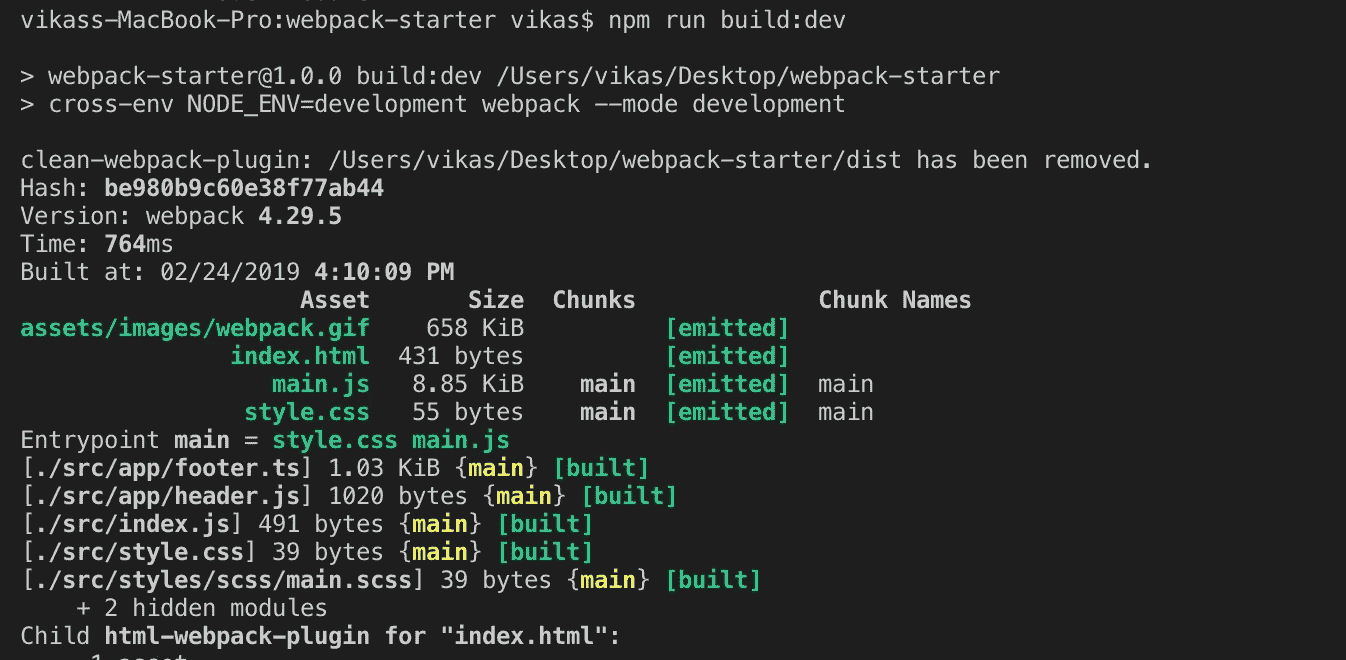 vikass-MacBook-Pro:webpack-starter vikas$ npm run build:dev
> webpack-starter@1.0.0 build:dev /Users/vikas/Desktop/webpack-starter
> cross-env NODE_ENV=development webpack --mode development
clean-webpack-plugin: /Users/vikas/Desktop/webpack-starter/dist has been removed.
Hash: be980b9c60e38f77ab44
Version: webpack 4.29.5
Time: 764ms
Built at: 02/24/2019 4:10:09 PM
Asset Size Chunks Chunk Names
assets/images/webpack.gif 658 KiB [emitted]
index.html 431 bytes [emitted]
main.js 8.85 KiB main [emitted] main
style.css 55 bytes main [emitted] main
Entrypoint main = style.css main.js
[./src/app/footer.ts] 1.03 KiB {main} [built]
[./src/app/header.js] 1020 bytes {main} [built]
[./src/index.js] 491 bytes {main} [built]
[./src/style.css] 39 bytes {main} [built]
[./src/styles/scss/main.scss] 39 bytes {main} [built]
+ 2 hidden modules
Child html-webpack-plugin for "index.html":
1 asset